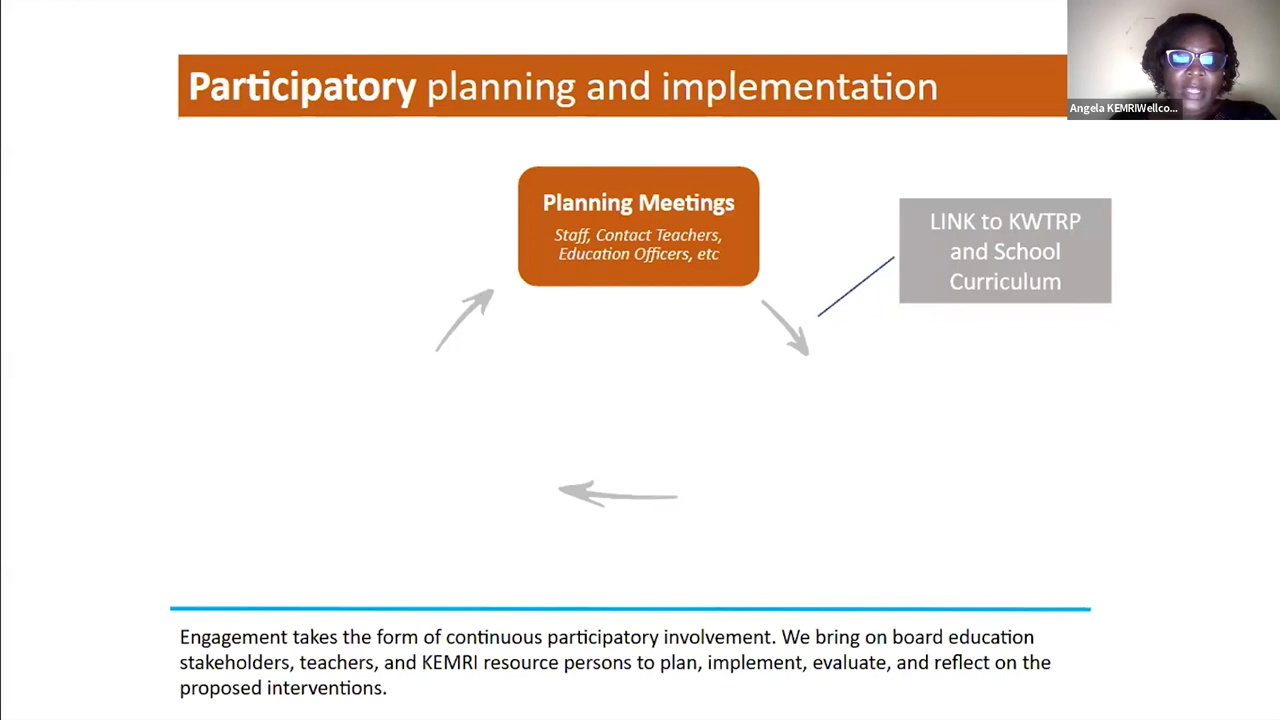 Participatory planning and implementation
Angela KEMRIWellco...
Planning Meetings
Staff, Contact Teachers,
Education Officers, etc
LINK to KWTRP
and School
Curriculum
Engagement takes the form of continuous participatory involvement. We bring on board education
stakeholders, teachers, and KEMRI resource persons to plan, implement, evaluate, and reflect on the
proposed interventions.